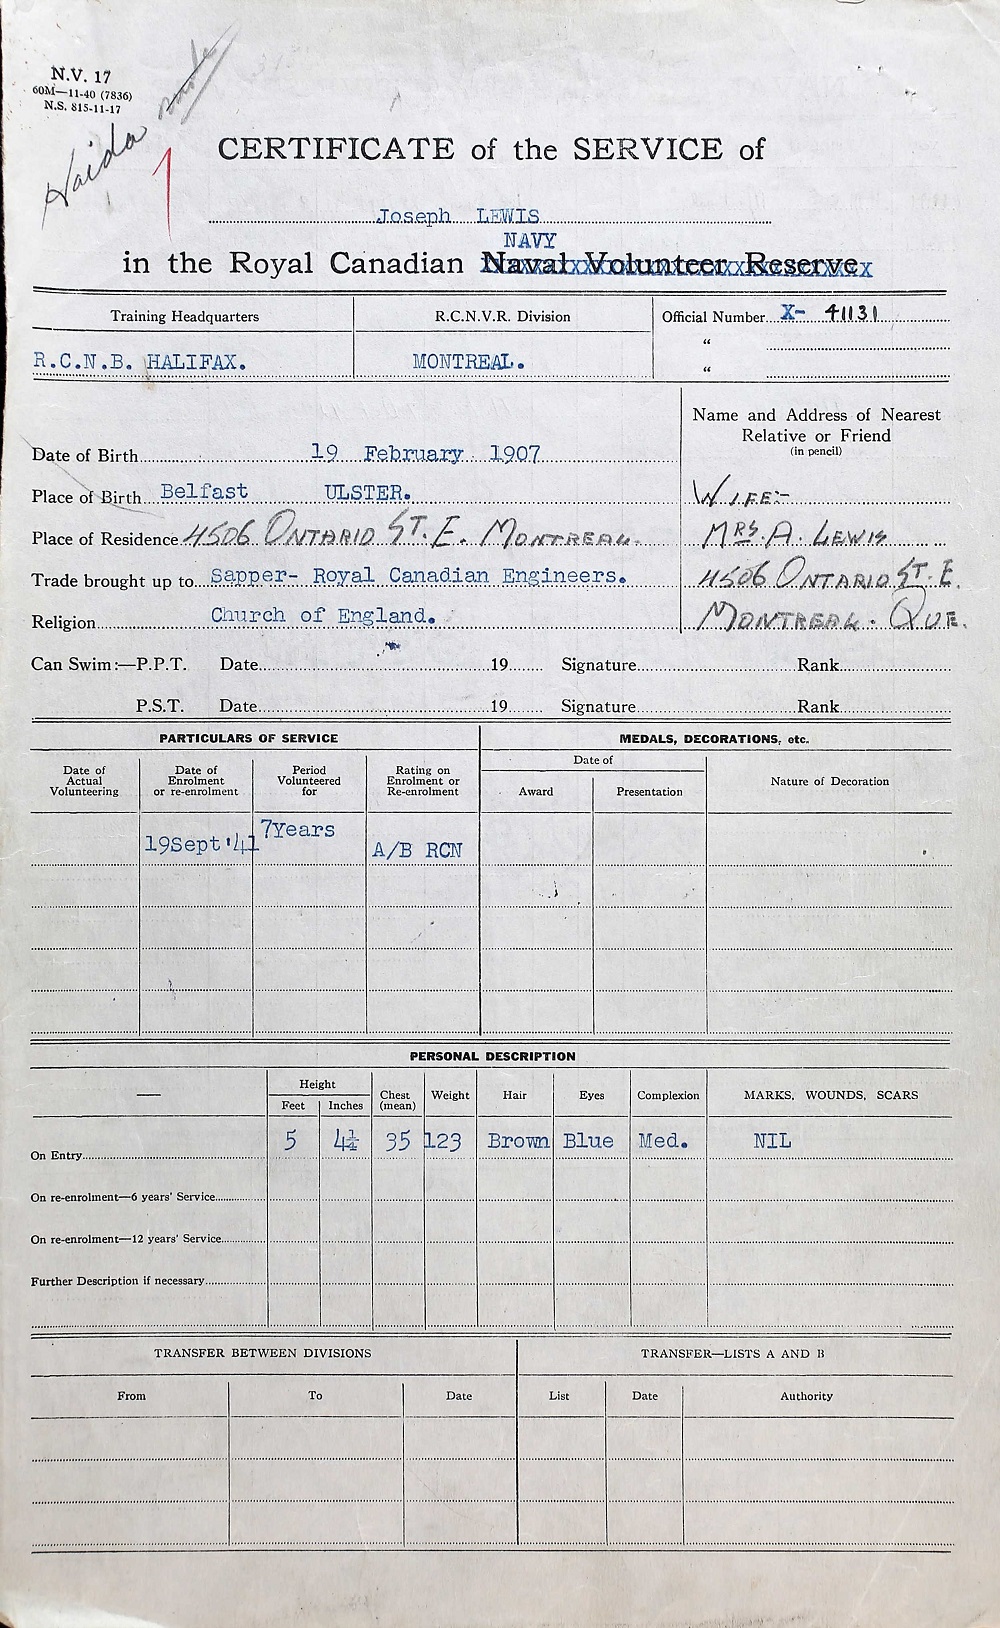 N.V. 17
60M—11-40 (7836)
N.S. 815-11-17
Haida
1
CERTIFICATE of the SERVICE of
Joseph LEWIS
NAVY
in the Royal Canadian Naval Volunteer Reserve
Training Headquarters R.C.N.V.R. Division Official Number X- 41131
"
R.C.N.B. HALIFAX. MONTREAL.
"
Name and Address of Nearest
Relative or Friend
(in pencil)
Date of Birth 19 February 1907
Place of Birth Belfast ULSTER. WIFE:-
Place of Residence 4506 ONTARIO ST. E. MONTREAL. MRS. A. LEWIS
Trade brought up to Sapper- Royal Canadian Engineers. 4506 ONTARIO ST. E.
Religion Church of England. MONTREAL. QUE.
Can Swim:—P.P.T. Date 19 Signature Rank
P.S.T. Date 19 Signature Rank
PARTICULARS OF SERVICE MEDALS, DECORATIONS, etc.
Date of Actual Volunteering Date of Enrolment or re-enrolment Period Volunteered for Rating on Enrolment or Re-enrolment Date of Nature of Decoration
Award Presentation
19Sept '41 7Years A/B RCN
PERSONAL DESCRIPTION
— Height Chest (mean) Weight Hair Eyes Complexion MARKS, WOUNDS, SCARS
Feet Inches
On Entry 5 4¼ 35 123 Brown Blue Med. NIL
On re-enrolment—6 years' Service
On re-enrolment—12 years' Service
Further Description if necessary
TRANSFER BETWEEN DIVISIONS TRANSFER—LISTS A AND B
From To Date List Date Authority